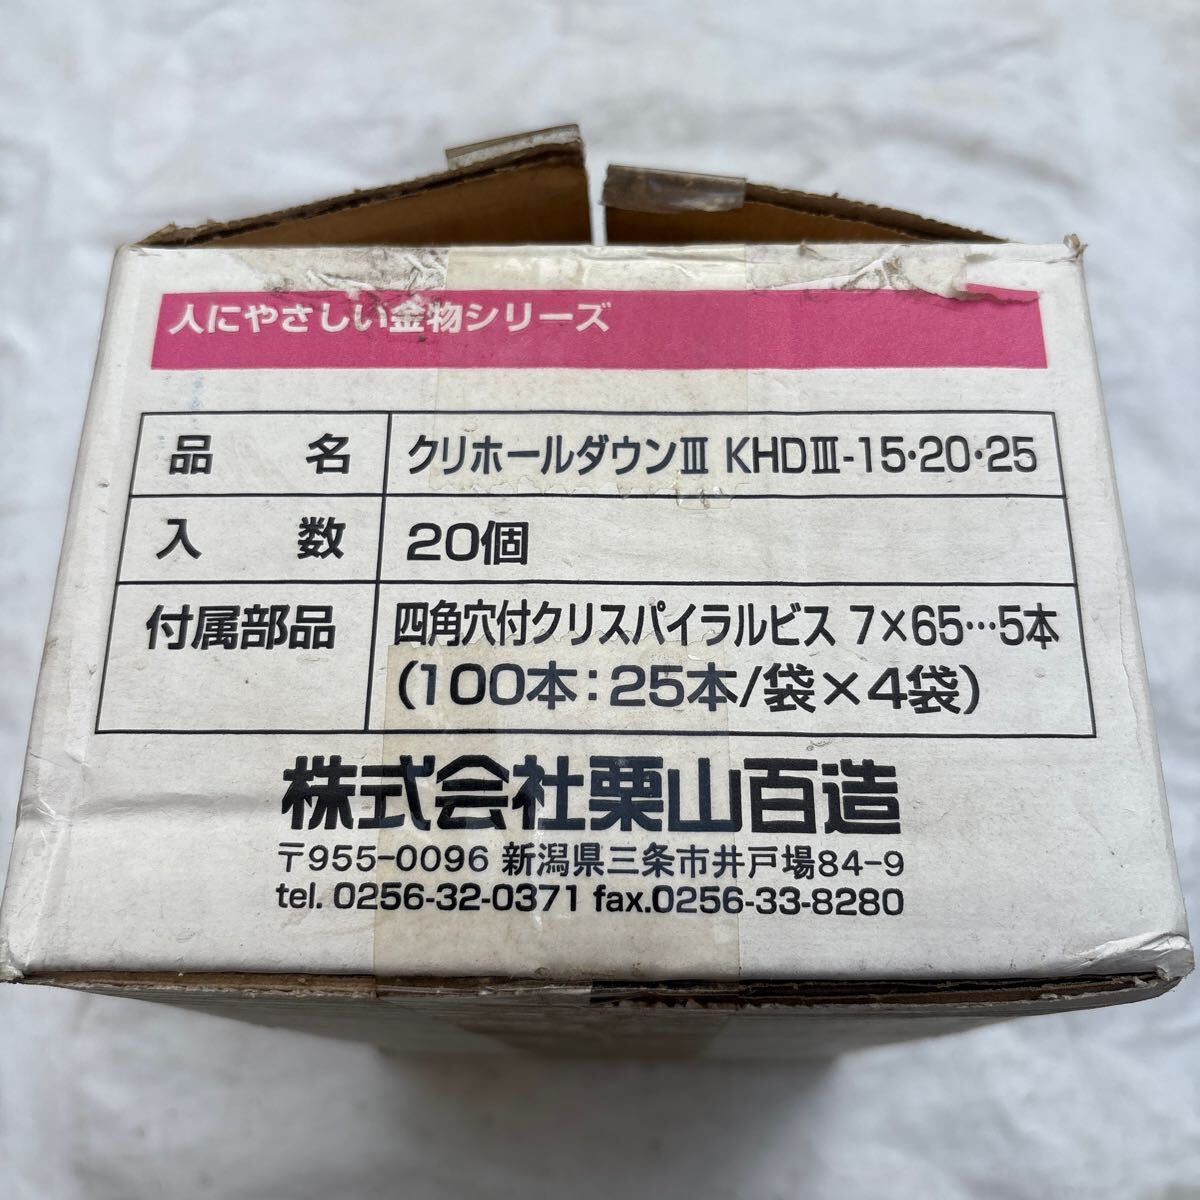 人にやさしい金物シリーズ
品名 クリホールダウンⅢ KHDⅢ-15・20・25
入数 20個
付属部品 四角穴付クリスパイラルビス 7×65…5本
(100本：25本/袋×4袋)
株式会社栗山百造
〒955-0096 新潟県三条市井戸場84-9
tel. 0256-32-0371 fax.0256-33-8280